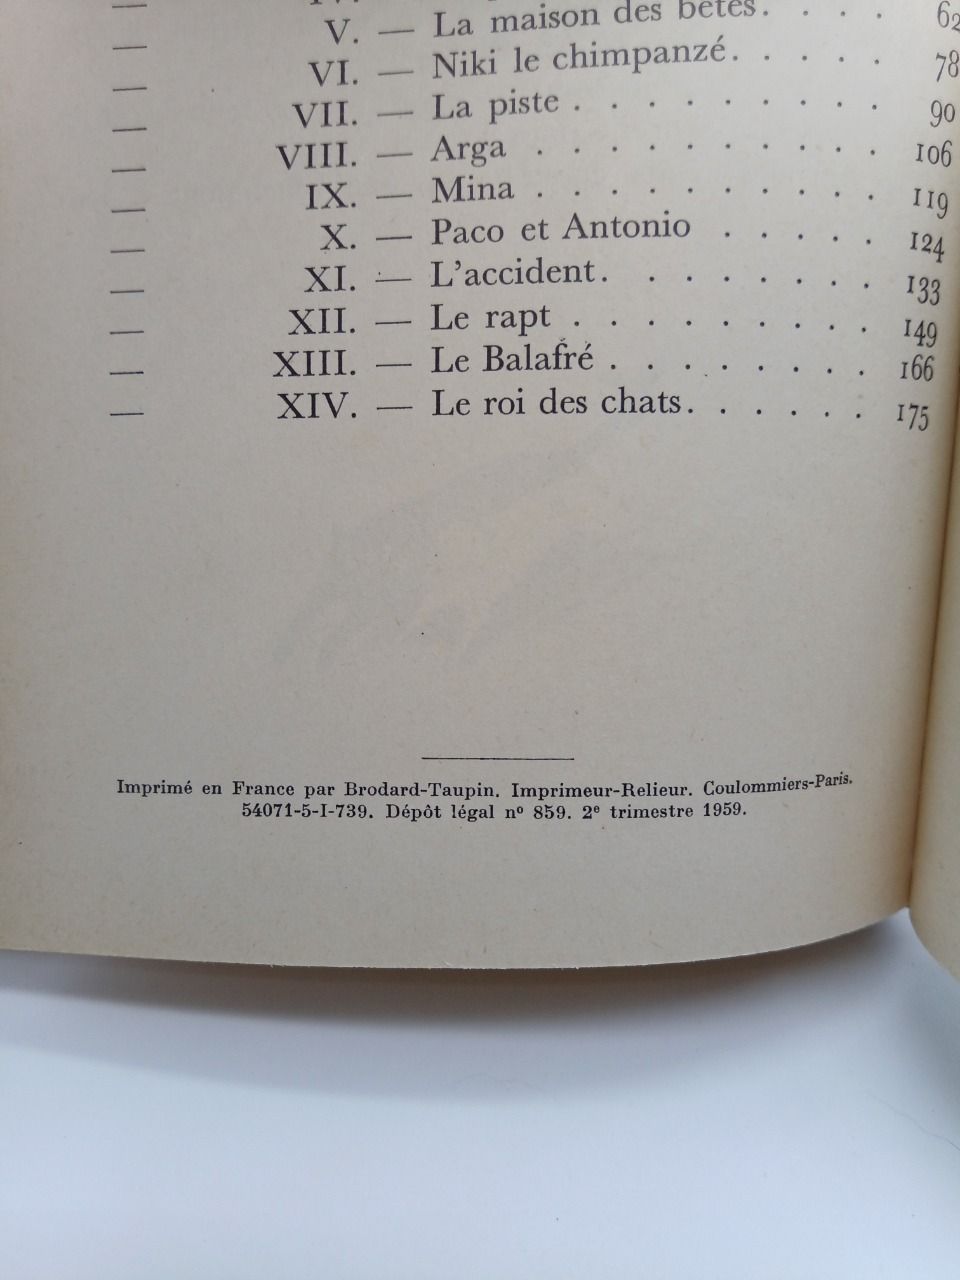 — V. — La maison des bêtes. . . . 62
— VI. — Niki le chimpanzé. . . . . 78
— VII. — La piste . . . . . . . . . 90
— VIII. — Arga . . . . . . . . . . . 106
— IX. — Mina . . . . . . . . . . . 119
— X. — Paco et Antonio . . . . . 124
— XI. — L'accident. . . . . . . . 133
— XII. — Le rapt . . . . . . . . . 149
— XIII. — Le Balafré . . . . . . . . 166
— XIV. — Le roi des chats. . . . . . 175
Imprimé en France par Brodard-Taupin. Imprimeur-Relieur. Coulommiers-Paris.
54071-5-I-739. Dépôt légal nº 859. 2e trimestre 1959.